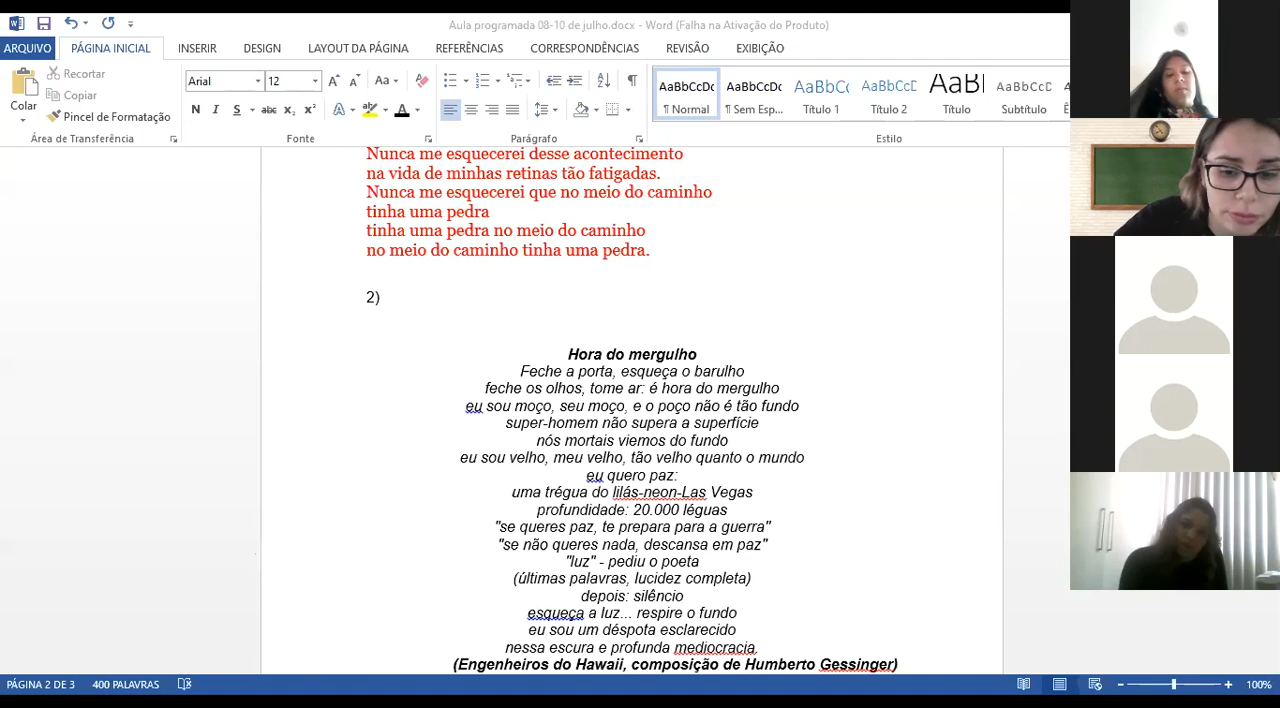 Aula programada 08-10 de julho.docx - Word (Falha na Ativação do Produto)
ARQUIVO PÁGINA INICIAL INSERIR DESIGN LAYOUT DA PÁGINA REFERÊNCIAS CORRESPONDÊNCIAS REVISÃO EXIBIÇÃO
Colar
Recortar
Copiar
Pincel de Formatação
Área de Transferência
Arial 12
N I S abc x₂ x²
Fonte
Parágrafo
AaBbCcDc AaBbCcDc AaBbCc AaBbCcD AaBl AaBbCcD
¶ Normal ¶ Sem Esp... Título 1 Título 2 Título Subtítulo
Estilo
Nunca me esquecerei desse acontecimento
na vida de minhas retinas tão fatigadas.
Nunca me esquecerei que no meio do caminho
tinha uma pedra
tinha uma pedra no meio do caminho
no meio do caminho tinha uma pedra.
2)
Hora do mergulho
Feche a porta, esqueça o barulho
feche os olhos, tome ar: é hora do mergulho
eu sou moço, seu moço, e o poço não é tão fundo
super-homem não supera a superfície
nós mortais viemos do fundo
eu sou velho, meu velho, tão velho quanto o mundo
eu quero paz:
uma trégua do lilás-neon-Las Vegas
profundidade: 20.000 léguas
"se queres paz, te prepara para a guerra"
"se não queres nada, descansa em paz"
"luz" - pediu o poeta
(últimas palavras, lucidez completa)
depois: silêncio
esqueça a luz... respire o fundo
eu sou um déspota esclarecido
nessa escura e profunda mediocracia.
(Engenheiros do Hawaii, composição de Humberto Gessinger)
PÁGINA 2 DE 3 400 PALAVRAS 100%